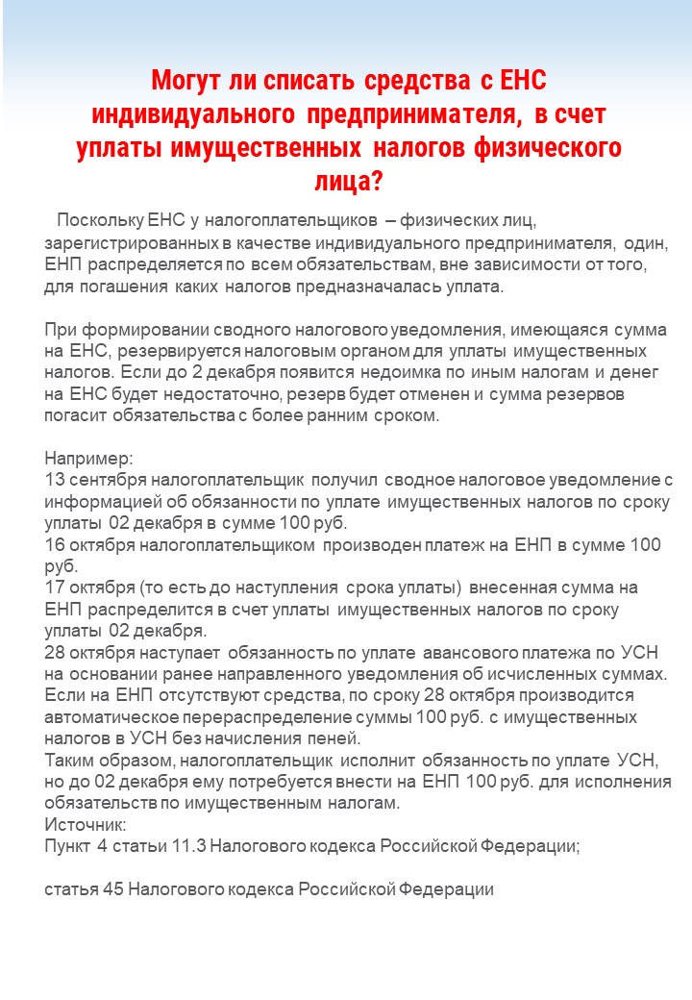 Могут ли списать средства с ЕНС
индивидуального предпринимателя, в счет
уплаты имущественных налогов физического
лица?
Поскольку ЕНС у налогоплательщиков – физических лиц,
зарегистрированных в качестве индивидуального предпринимателя, один,
ЕНП распределяется по всем обязательствам, вне зависимости от того,
для погашения каких налогов предназначалась уплата.
При формировании сводного налогового уведомления, имеющаяся сумма
на ЕНС, резервируется налоговым органом для уплаты имущественных
налогов. Если до 2 декабря появится недоимка по иным налогам и денег
на ЕНС будет недостаточно, резерв будет отменен и сумма резервов
погасит обязательства с более ранним сроком.
Например:
13 сентября налогоплательщик получил сводное налоговое уведомление с
информацией об обязанности по уплате имущественных налогов по сроку
уплаты 02 декабря в сумме 100 руб.
16 октября налогоплательщиком произведен платеж на ЕНП в сумме 100
руб.
17 октября (то есть до наступления срока уплаты) внесенная сумма на
ЕНП распределится в счет уплаты имущественных налогов по сроку
уплаты 02 декабря.
28 октября наступает обязанность по уплате авансового платежа по УСН
на основании ранее направленного уведомления об исчисленных суммах.
Если на ЕНП отсутствуют средства, по сроку 28 октября производится
автоматическое перераспределение суммы 100 руб. с имущественных
налогов в УСН без начисления пеней.
Таким образом, налогоплательщик исполнит обязанность по уплате УСН,
но до 02 декабря ему потребуется внести на ЕНП 100 руб. для исполнения
обязательств по имущественным налогам.
Источник:
Пункт 4 статьи 11.3 Налогового кодекса Российской Федерации;
статья 45 Налогового кодекса Российской Федерации